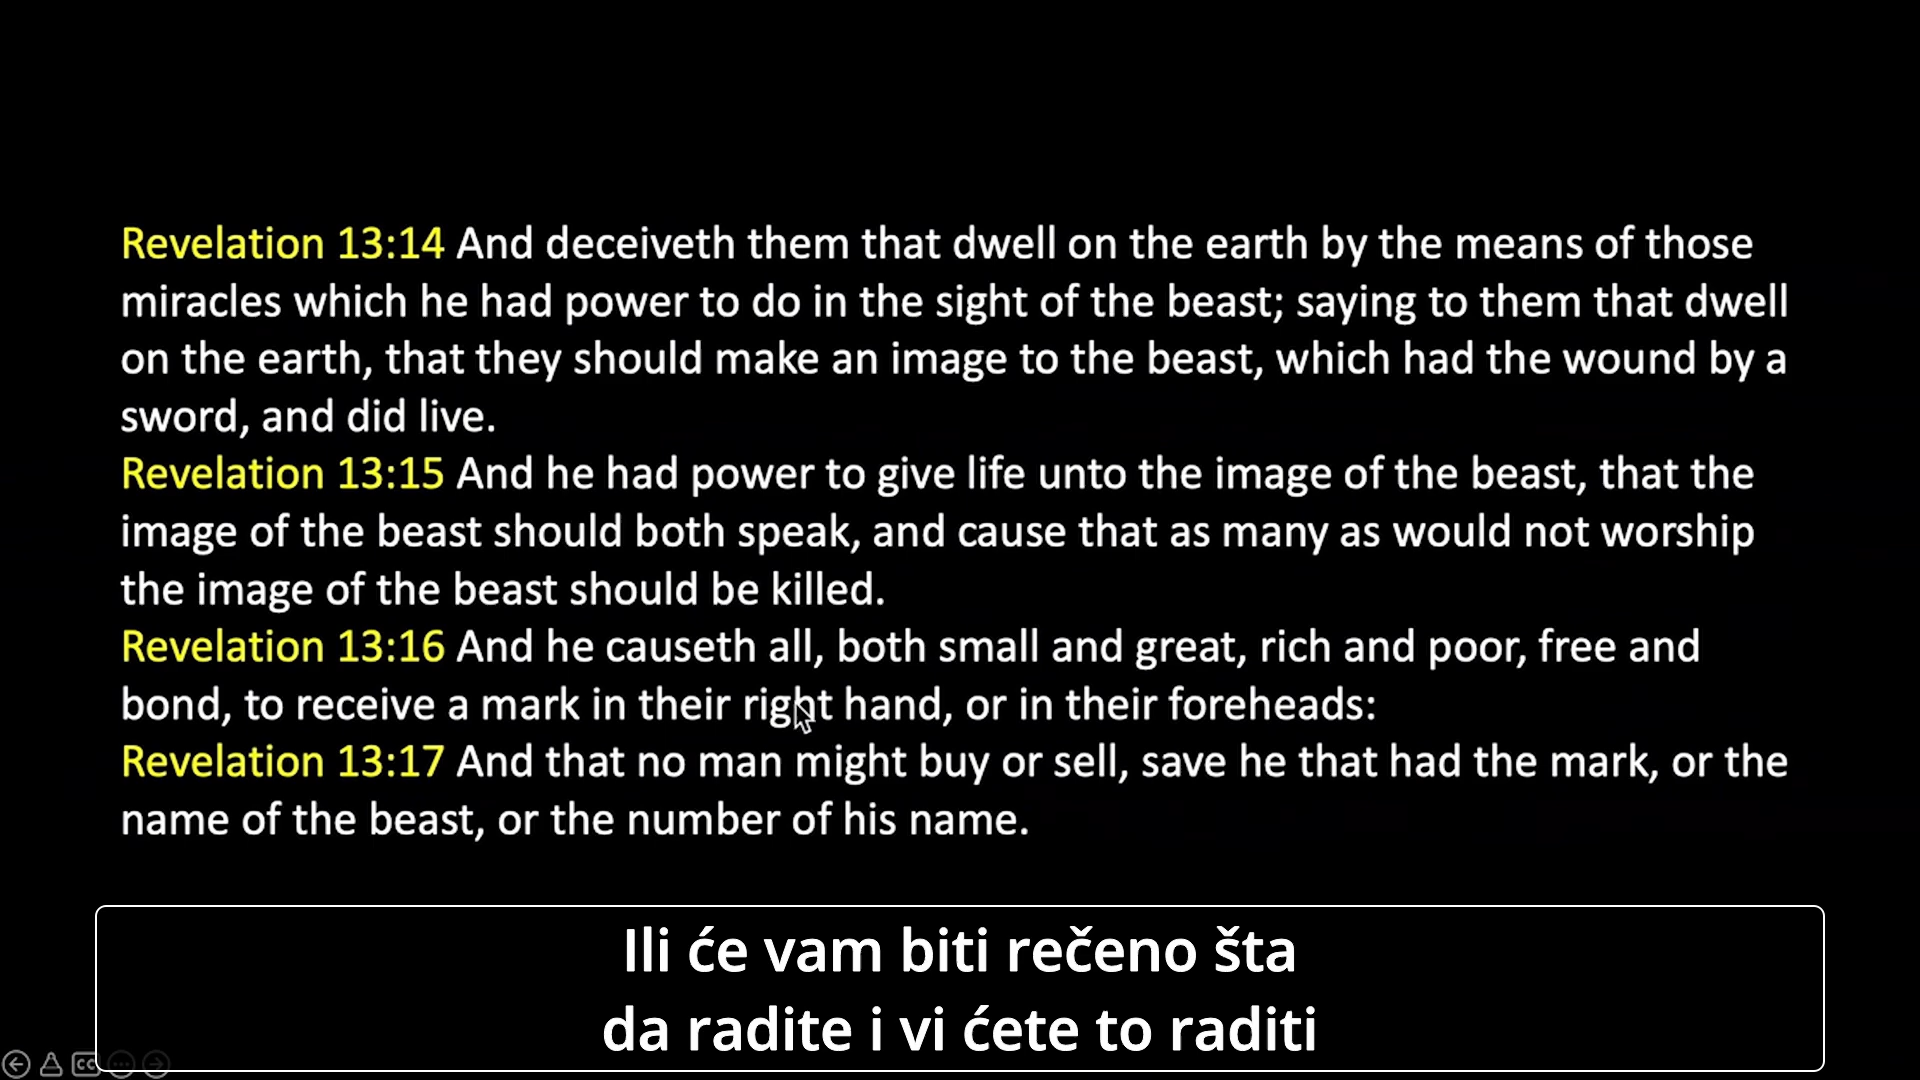 Revelation 13:14 And deceiveth them that dwell on the earth by the means of those
miracles which he had power to do in the sight of the beast; saying to them that dwell
on the earth, that they should make an image to the beast, which had the wound by a
sword, and did live.
Revelation 13:15 And he had power to give life unto the image of the beast, that the
image of the beast should both speak, and cause that as many as would not worship
the image of the beast should be killed.
Revelation 13:16 And he causeth all, both small and great, rich and poor, free and
bond, to receive a mark in their right hand, or in their foreheads:
Revelation 13:17 And that no man might buy or sell, save he that had the mark, or the
name of the beast, or the number of his name.
Ili će vam biti rečeno šta
da radite i vi ćete to raditi
CC